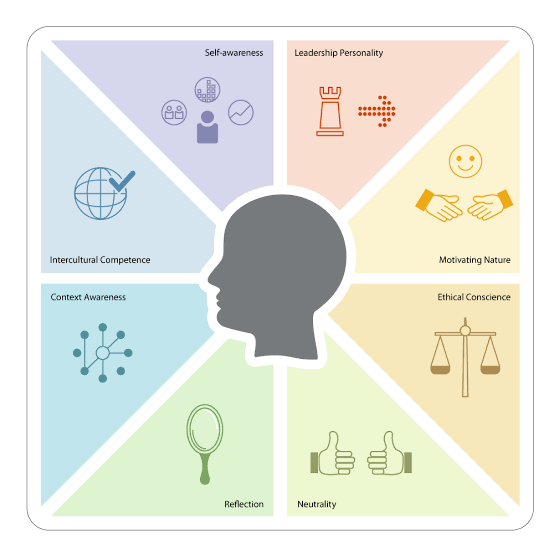 Self-awareness
Leadership Personality
Intercultural Competence
Motivating Nature
Context Awareness
Ethical Conscience
Reflection
Neutrality